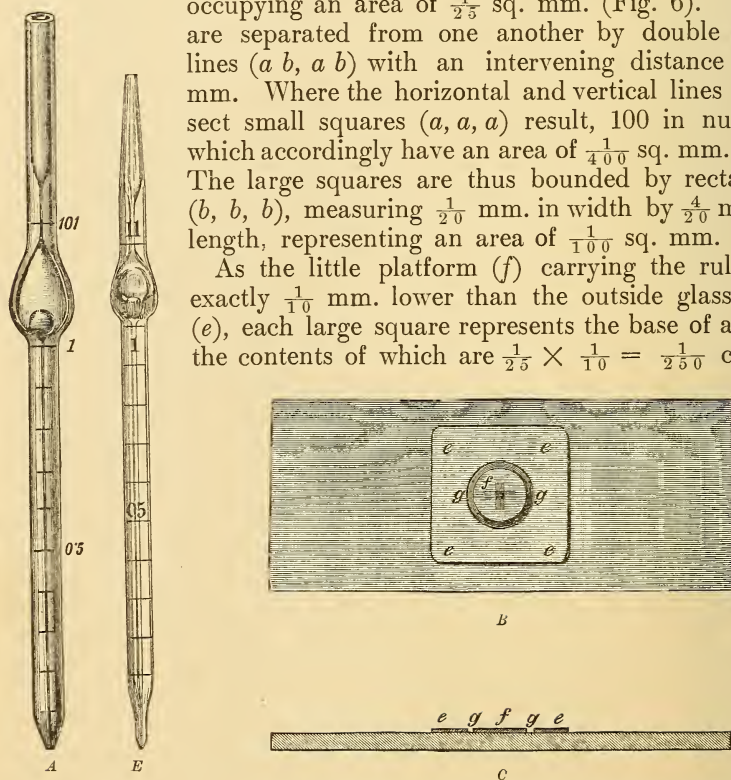 occupying an area of 1/25 sq. mm. (Fig. 6).
are separated from one another by double
lines (a b, a b) with an intervening distance
mm. Where the horizontal and vertical lines
sect small squares (a, a, a) result, 100 in nu
which accordingly have an area of 1/400 sq. mm.
The large squares are thus bounded by recta
(b, b, b), measuring 1/20 mm. in width by 4/20 m
length, representing an area of 1/100 sq. mm.
As the little platform (f) carrying the rul
exactly 1/10 mm. lower than the outside glass
(e), each large square represents the base of a
the contents of which are 1/25 × 1/10 = 1/250 c
101
1
0·5
A
11
1
05
E
e e
g f g
e e
B
e g f g e
C